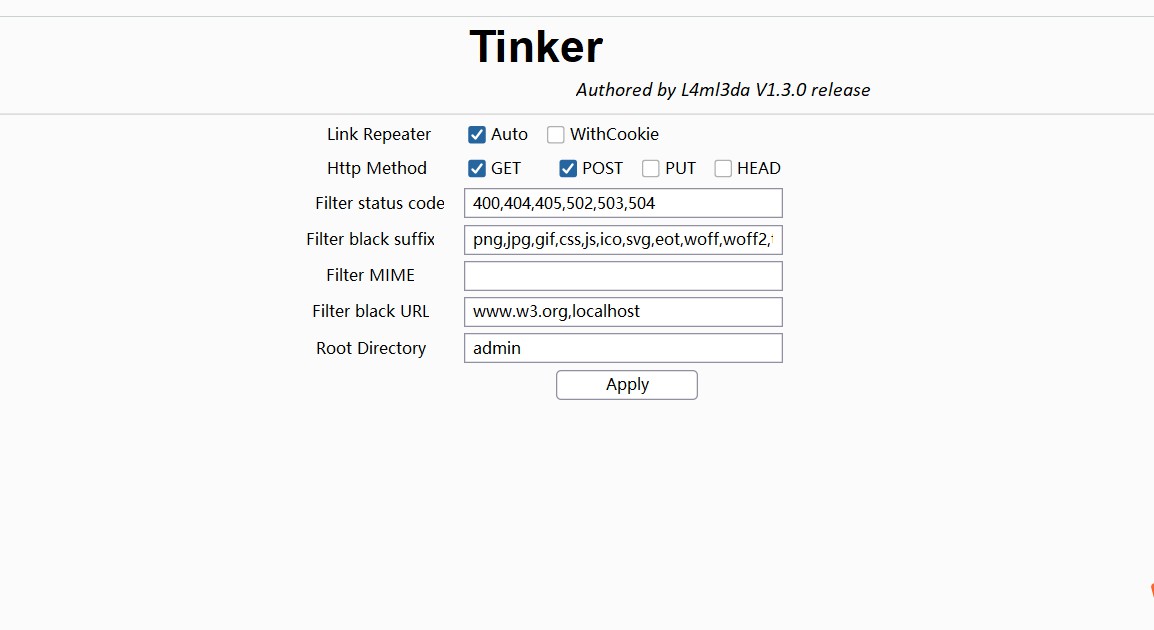 Tinker
Authored by L4ml3da V1.3.0 release
Link Repeater Auto WithCookie
Http Method GET POST PUT HEAD
Filter status code 400,404,405,502,503,504
Filter black suffix png,jpg,gif,css,js,ico,svg,eot,woff,woff2,
Filter MIME
Filter black URL www.w3.org,localhost
Root Directory admin
Apply